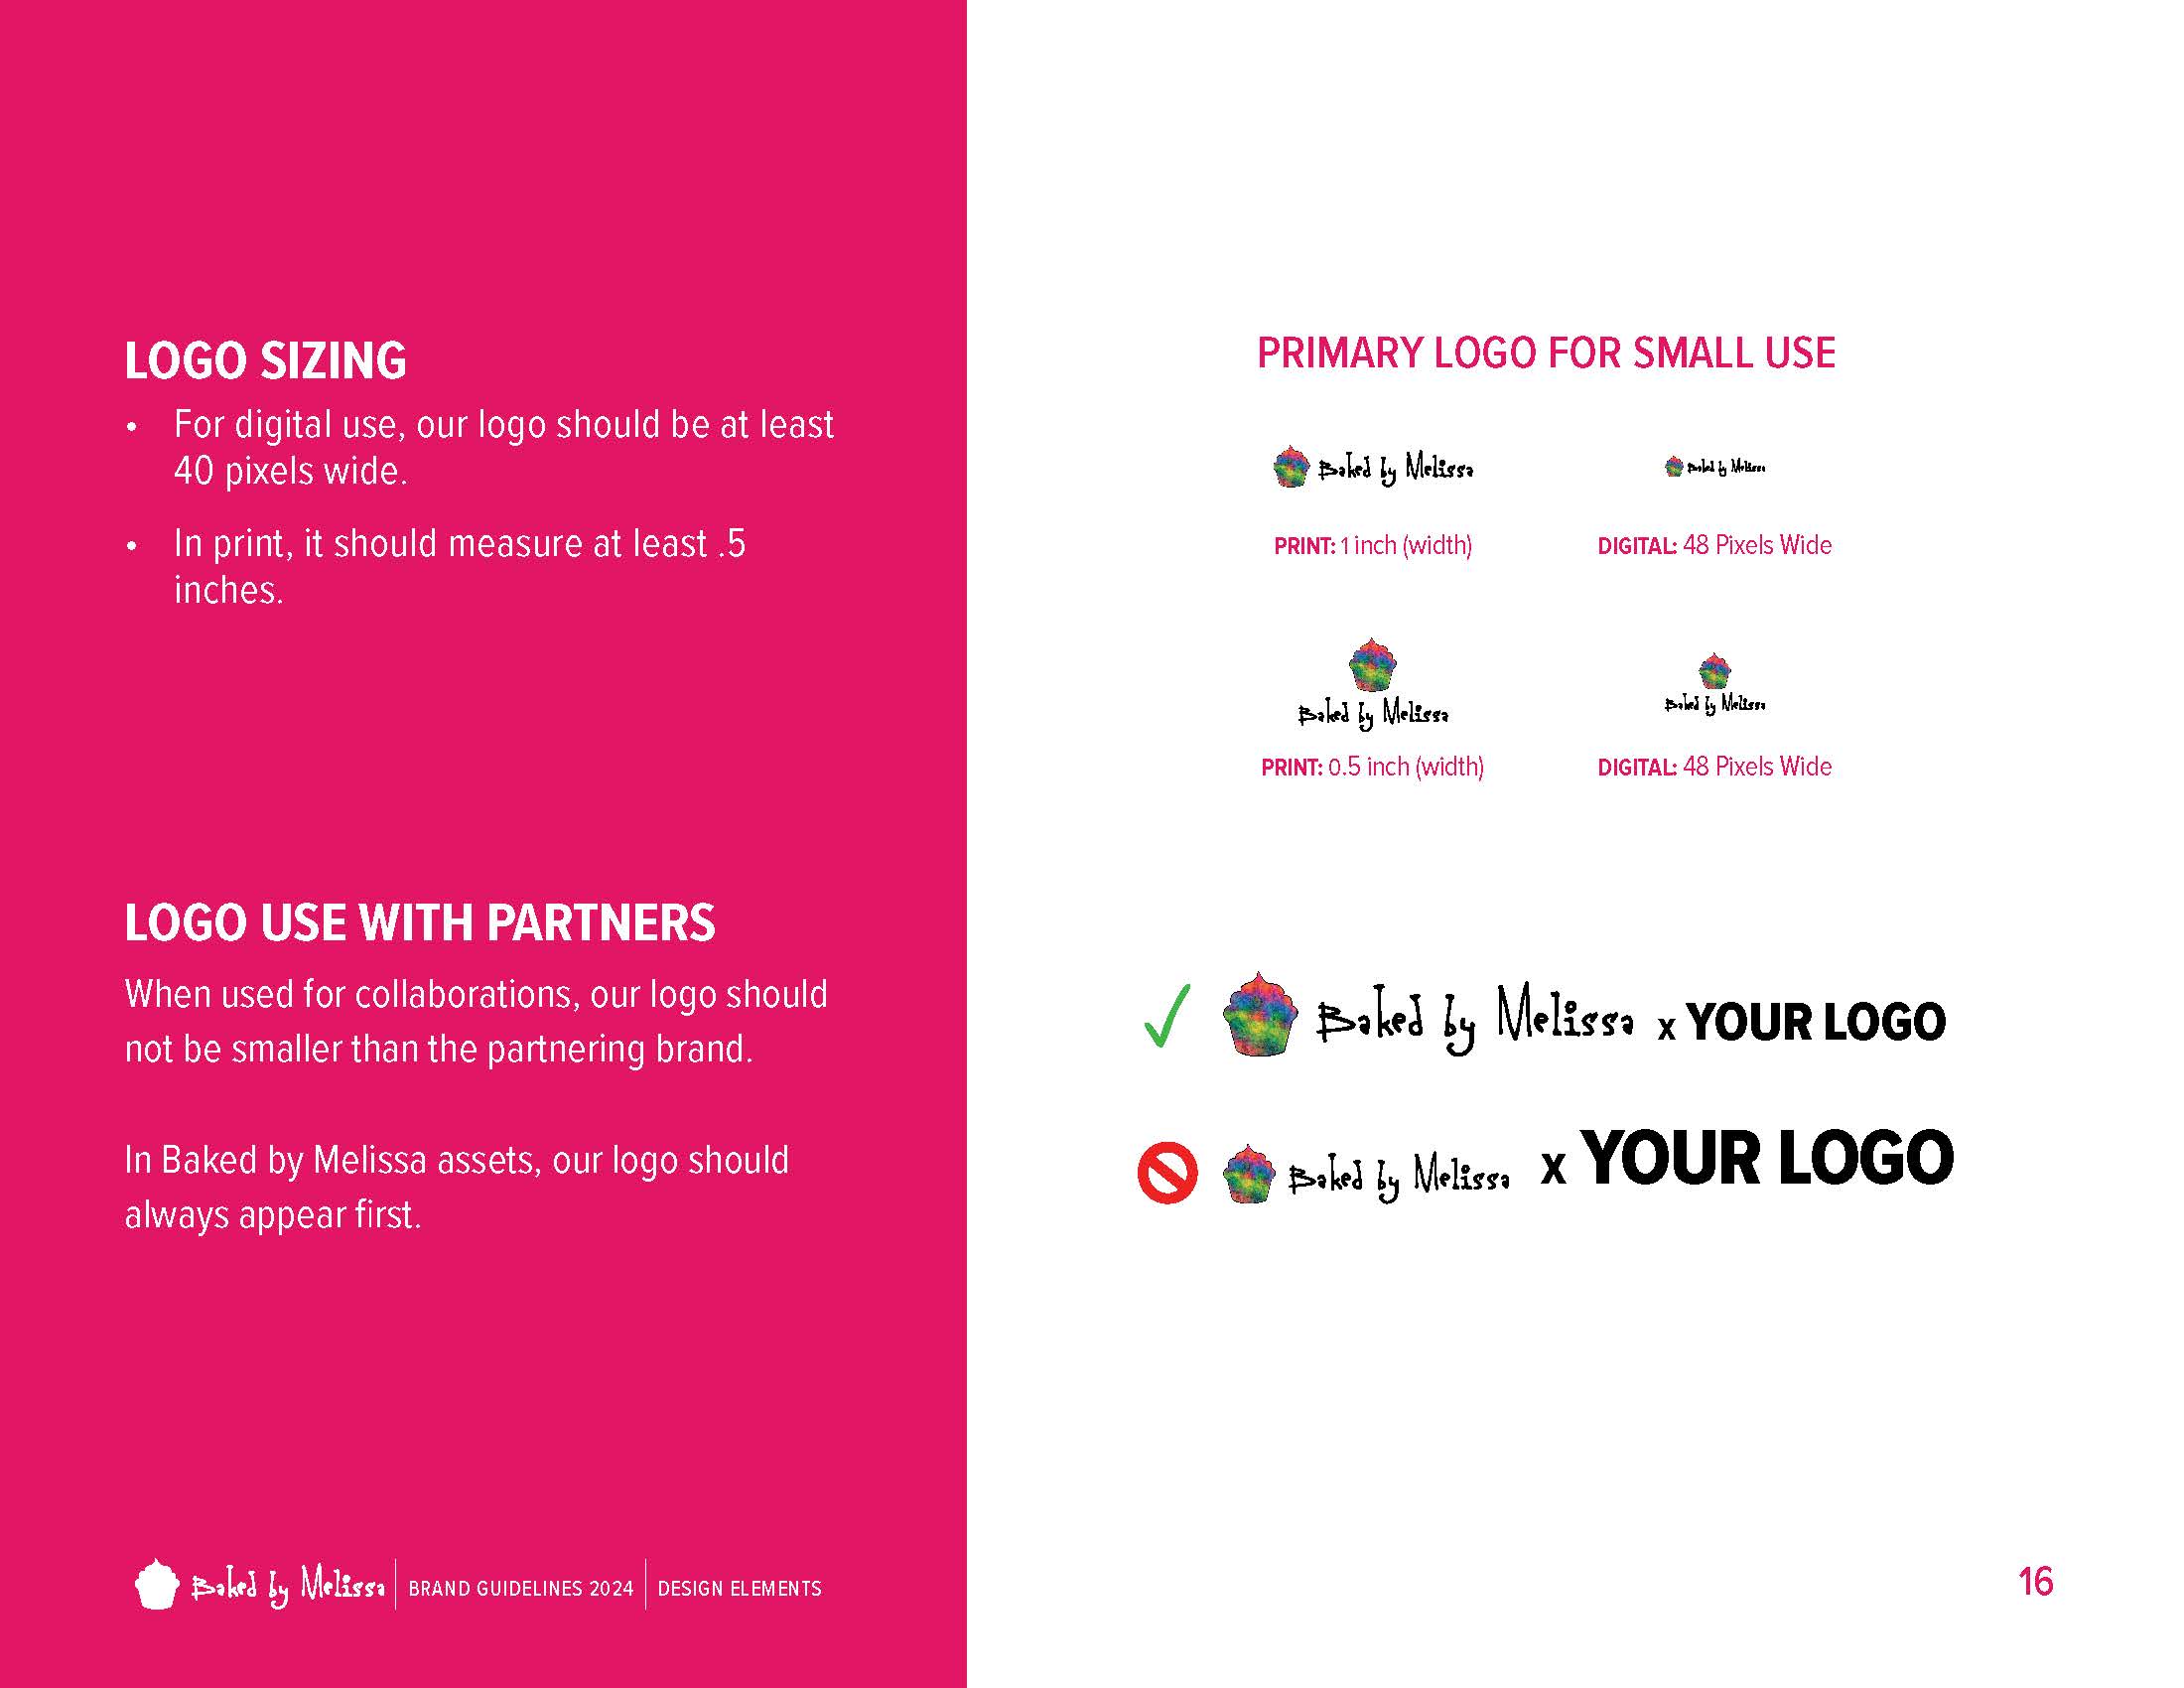 LOGO SIZING
• For digital use, our logo should be at least
40 pixels wide.
• In print, it should measure at least .5
inches.
LOGO USE WITH PARTNERS
When used for collaborations, our logo should
not be smaller than the partnering brand.
In Baked by Melissa assets, our logo should
always appear first.
Baked by Melissa | BRAND GUIDELINES 2024 | DESIGN ELEMENTS
PRIMARY LOGO FOR SMALL USE
Baked by Melissa
Baked by Melissa
PRINT: 1 inch (width)
DIGITAL: 48 Pixels Wide
Baked by Melissa
Baked by Melissa
PRINT: 0.5 inch (width)
DIGITAL: 48 Pixels Wide
Baked by Melissa x YOUR LOGO
Baked by Melissa x YOUR LOGO
16